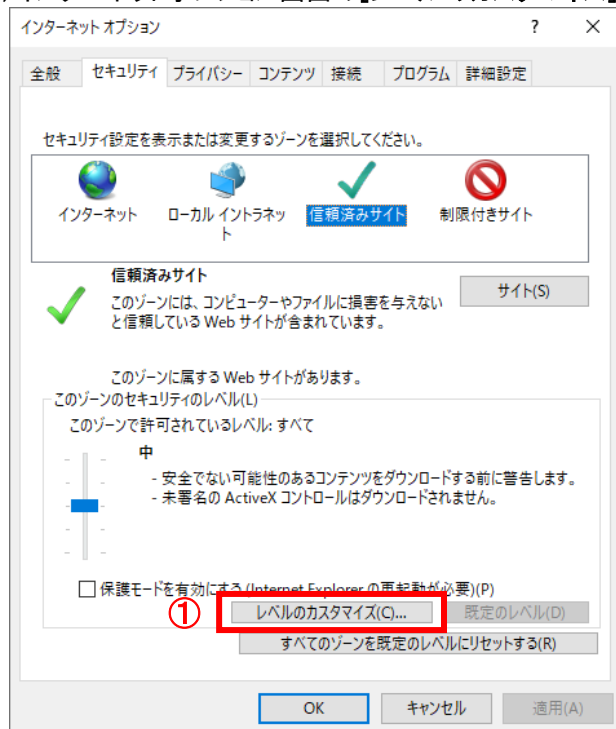 インターネット オプション
?
×
全般 セキュリティ プライバシー コンテンツ 接続 プログラム 詳細設定
セキュリティ設定を表示または変更するゾーンを選択してください。
インターネット ローカル イントラネッ 信頼済みサイト 制限付きサイト
ト
信頼済みサイト
サイト(S)
このゾーンには、コンピューターやファイルに損害を与えない
と信頼している Web サイトが含まれています。
このゾーンに属する Web サイトがあります。
このゾーンのセキュリティのレベル(L)
このゾーンで許可されているレベル: すべて
中
- 安全でない可能性のあるコンテンツをダウンロードする前に警告します。
- 未署名の ActiveX コントロールはダウンロードされません。
保護モードを有効にする (Internet Explorer の再起動が必要)(P)
① レベルのカスタマイズ(C)... 既定のレベル(D)
すべてのゾーンを既定のレベルにリセットする(R)
OK キャンセル 適用(A)